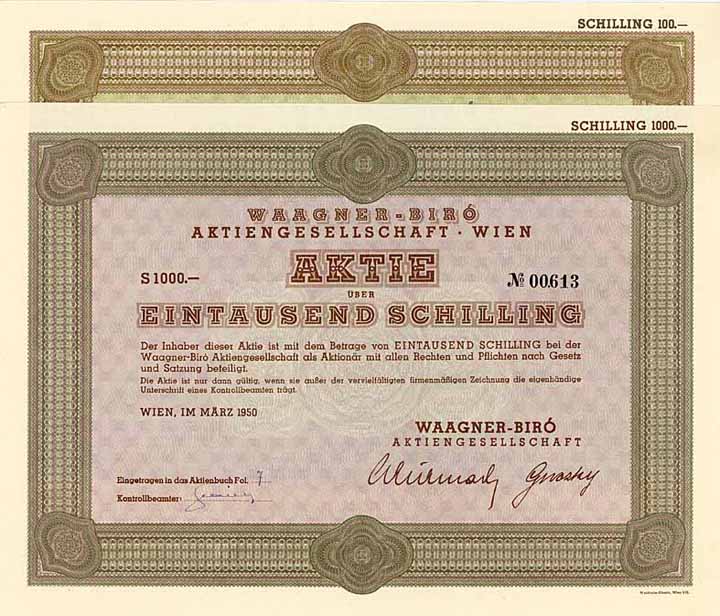 SCHILLING 100.—
SCHILLING 1000.—
WAAGNER-BIRÓ
AKTIENGESELLSCHAFT · WIEN
S 1000.—
AKTIE
№ 00613
ÜBER
EINTAUSEND SCHILLING
Der Inhaber dieser Aktie ist mit dem Betrage von EINTAUSEND SCHILLING bei der
Waagner-Biró Aktiengesellschaft als Aktionär mit allen Rechten und Pflichten nach Gesetz
und Satzung beteiligt.
Die Aktie ist nur dann gültig, wenn sie außer der vervielfältigten firmenmäßigen Zeichnung die eigenhändige
Unterschrift eines Kontrollbeamten trägt.
WIEN, IM MÄRZ 1950
WAAGNER-BIRÓ
AKTIENGESELLSCHAFT
Eingetragen in das Aktienbuch Fol. 7
Kontrollbeamter: